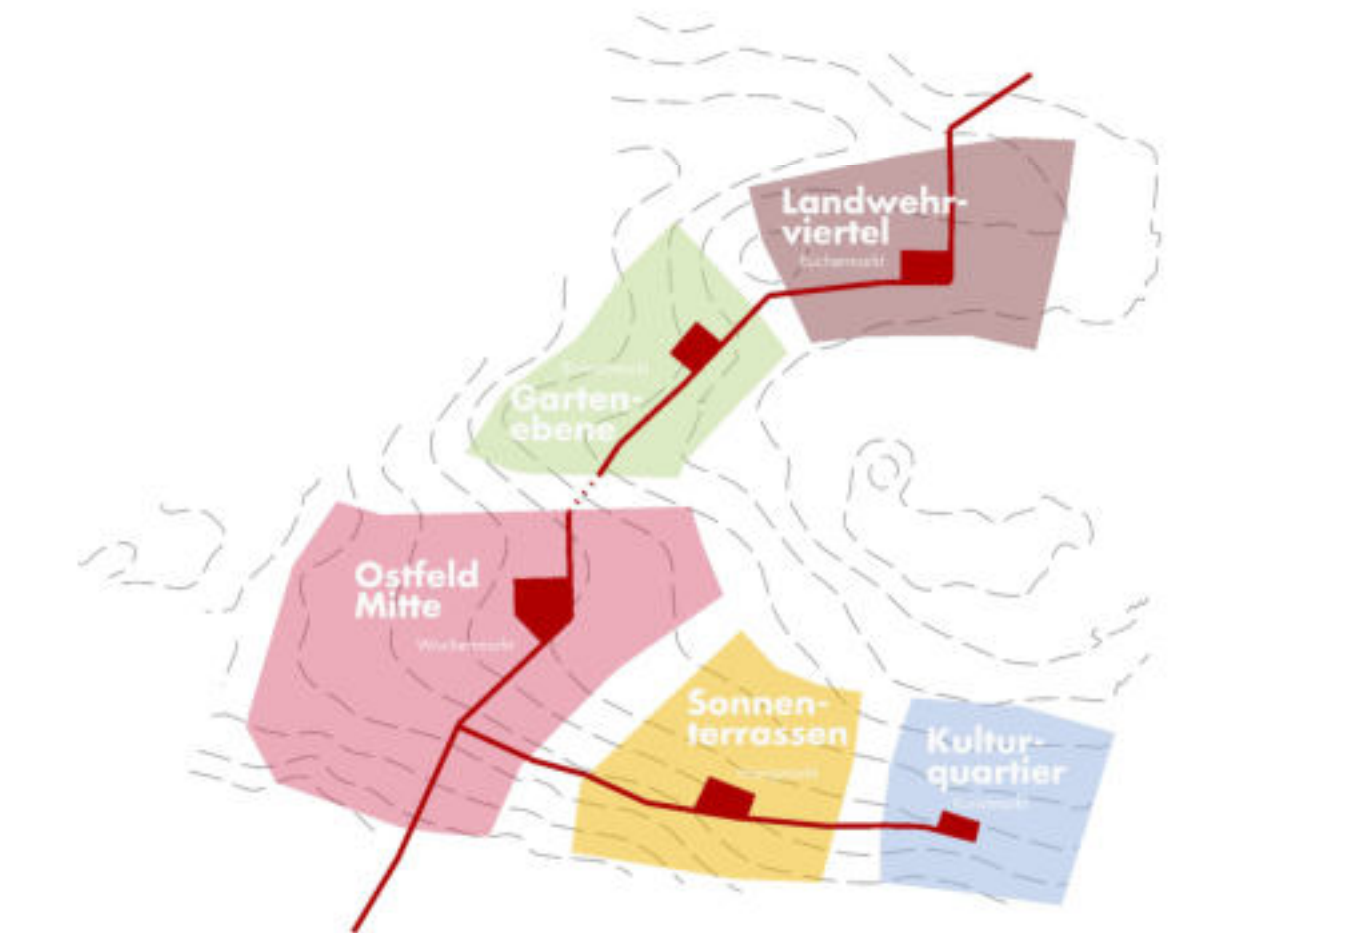 Landwehr-
viertel
Garten-
ebene
Ostfeld
Mitte
Wochenmarkt
Sonnen-
terrassen
Kultur-
quartier